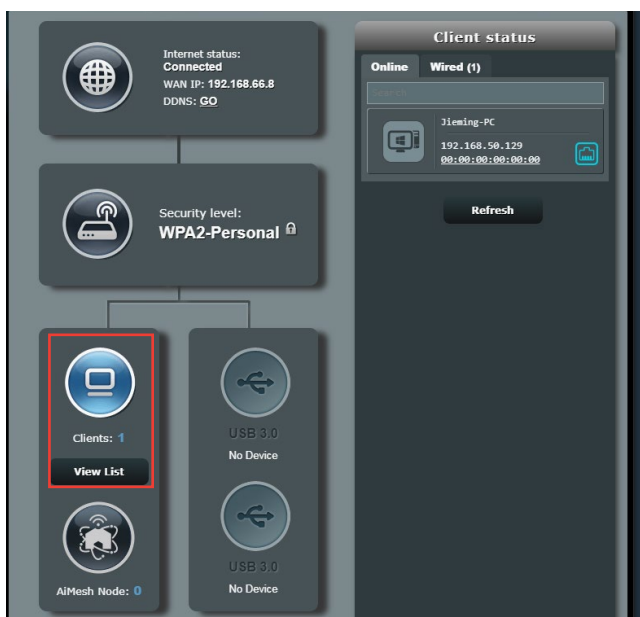 Internet status:
Connected
WAN IP: 192.168.66.8
DDNS: GO
Security level:
WPA2-Personal
Clients: 1
View List
AiMesh Node: 0
USB 3.0
No Device
USB 3.0
No Device
Client status
Online Wired (1)
Search
Jieming-PC
192.168.50.129
00:00:00:00:00:00
Refresh